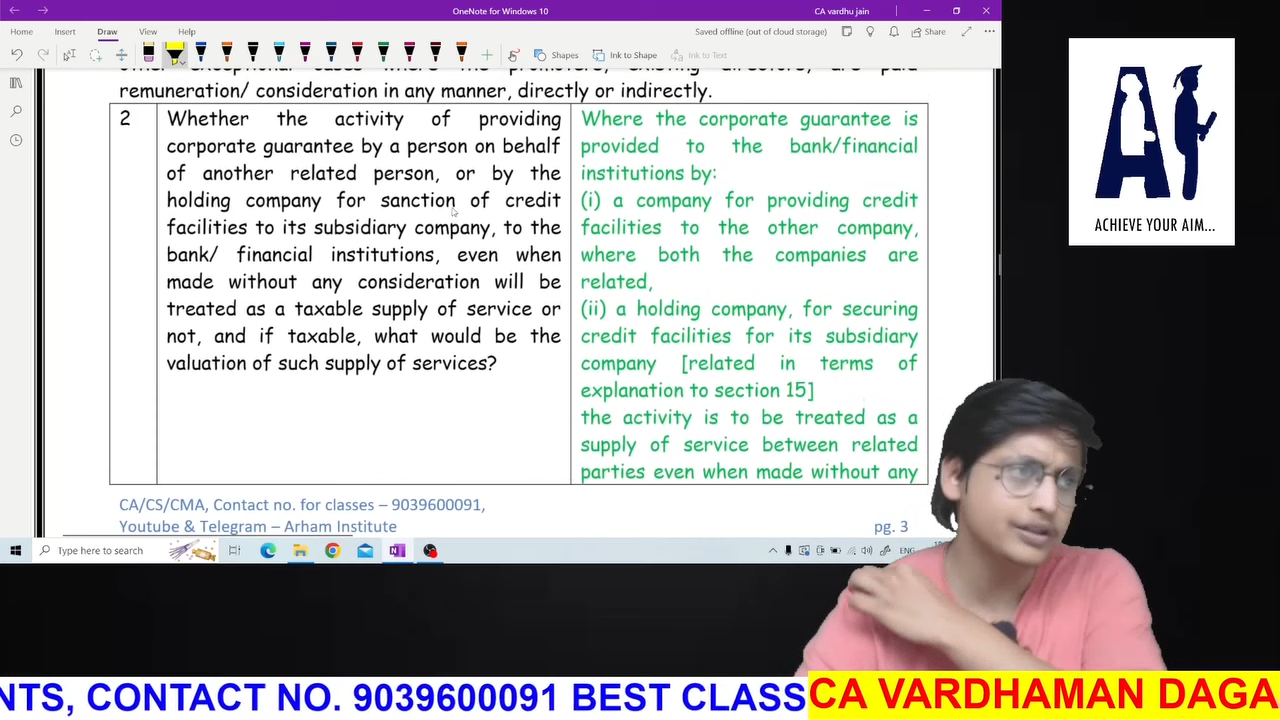 OneNote for Windows 10
CA vardhu jain
Home Insert Draw View Help
Saved offline (out of cloud storage)
Share
Shapes
Ink to Shape
Ink to Text
remuneration/ consideration in any manner, directly or indirectly.
2
Whether the activity of providing
corporate guarantee by a person on behalf
of another related person, or by the
holding company for sanction of credit
facilities to its subsidiary company, to the
bank/ financial institutions, even when
made without any consideration will be
treated as a taxable supply of service or
not, and if taxable, what would be the
valuation of such supply of services?
Where the corporate guarantee is
provided to the bank/financial
institutions by:
(i) a company for providing credit
facilities to the other company,
where both the companies are
related,
(ii) a holding company, for securing
credit facilities for its subsidiary
company [related in terms of
explanation to section 15]
the activity is to be treated as a
supply of service between related
parties even when made without any
CA/CS/CMA, Contact no. for classes – 9039600091,
Youtube & Telegram – Arham Institute
pg. 3
Type here to search
ENG
AI
ACHIEVE YOUR AIM...
NTS, CONTACT NO. 9039600091 BEST CLASS
CA VARDHAMAN DAGA